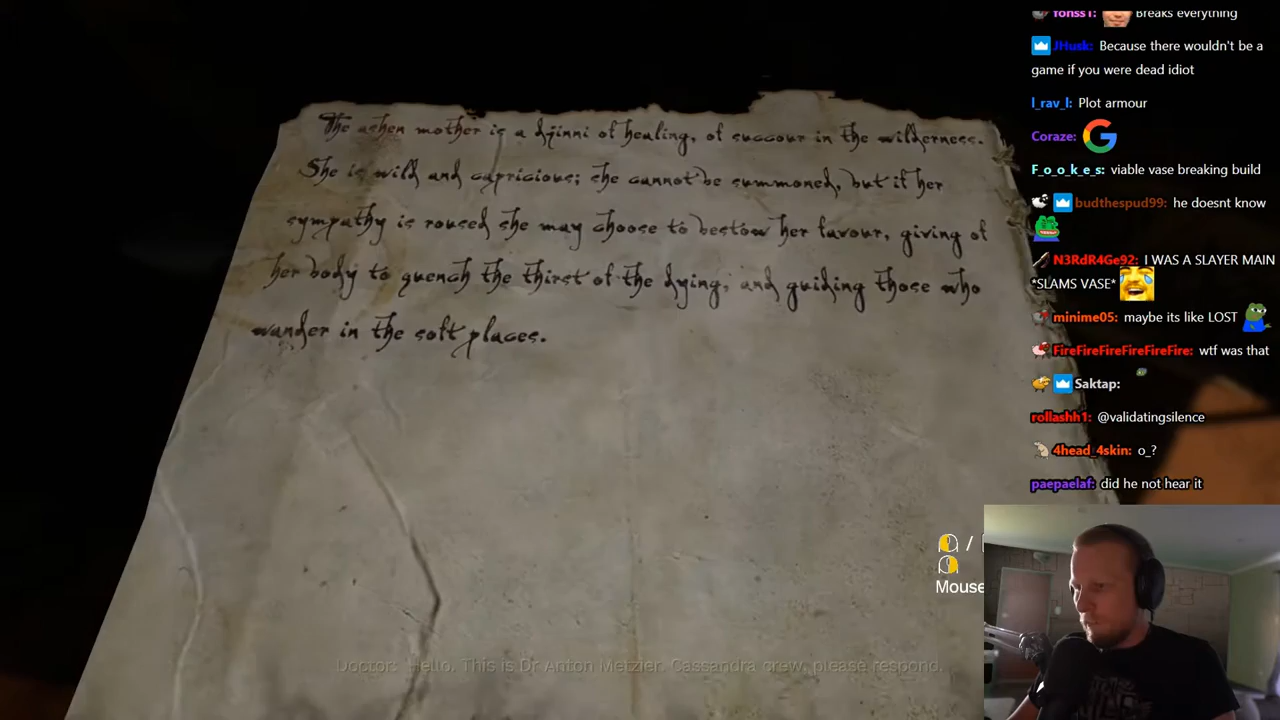 The ashen mother is a djinni of healing, of succour in the wilderness.
She is wild and capricious; she cannot be summoned, but if her
sympathy is roused she may choose to bestow her favour, giving of
her body to quench the thirst of the dying, and guiding those who
wander in the soft places.
fonss1: Breaks everything
JHusk: Because there wouldn't be a
game if you were dead idiot
l_rav_l: Plot armour
Coraze:
F_o_o_k_e_s: viable vase breaking build
budthespud99: he doesnt know
N3RdR4Ge92: I WAS A SLAYER MAIN
*SLAMS VASE*
minime05: maybe its like LOST
FireFireFireFireFireFire: wtf was that
Saktap:
rollashh1: @validatingsilence
4head_4skin: o_?
paepaelaf: did he not hear it
/
Mouse
Doctor: Hello. This is Dr Anton Metzier. Cassandra crew, please respond.